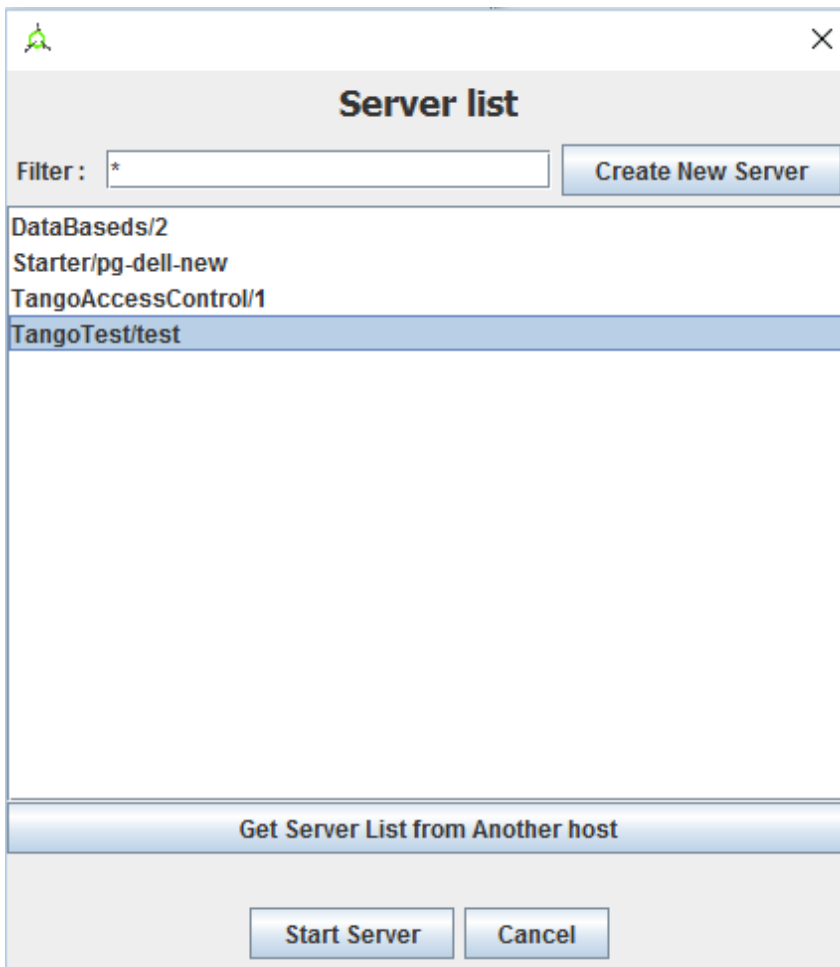 Server list
Filter : * Create New Server
DataBaseds/2
Starter/pg-dell-new
TangoAccessControl/1
TangoTest/test
Get Server List from Another host
Start Server Cancel